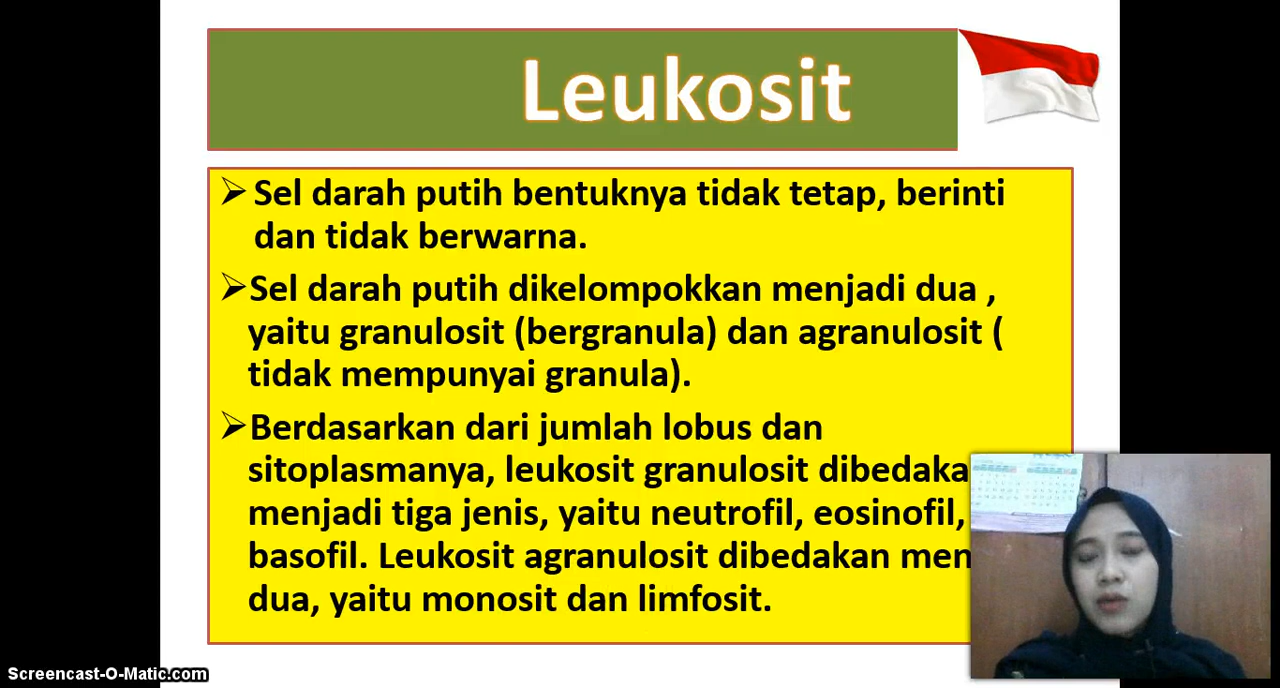 Leukosit
Sel darah putih bentuknya tidak tetap, berinti
dan tidak berwarna.
Sel darah putih dikelompokkan menjadi dua ,
yaitu granulosit (bergranula) dan agranulosit (
tidak mempunyai granula).
Berdasarkan dari jumlah lobus dan
sitoplasmanya, leukosit granulosit dibedaka
menjadi tiga jenis, yaitu neutrofil, eosinofil,
basofil. Leukosit agranulosit dibedakan men
dua, yaitu monosit dan limfosit.
Screencast-O-Matic.com